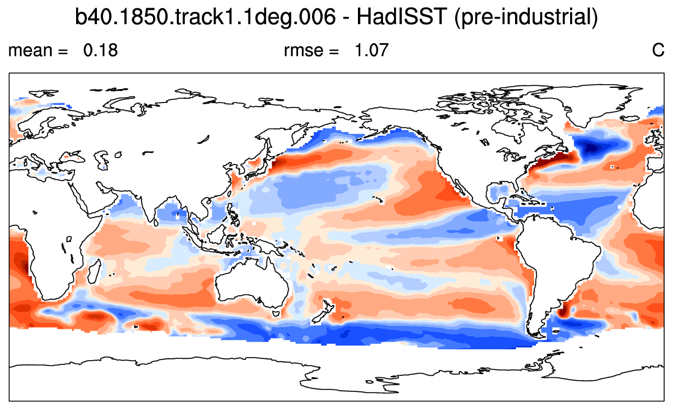 b40.1850.track1.1deg.006 - HadISST (pre-industrial)
mean = 0.18 rmse = 1.07 C